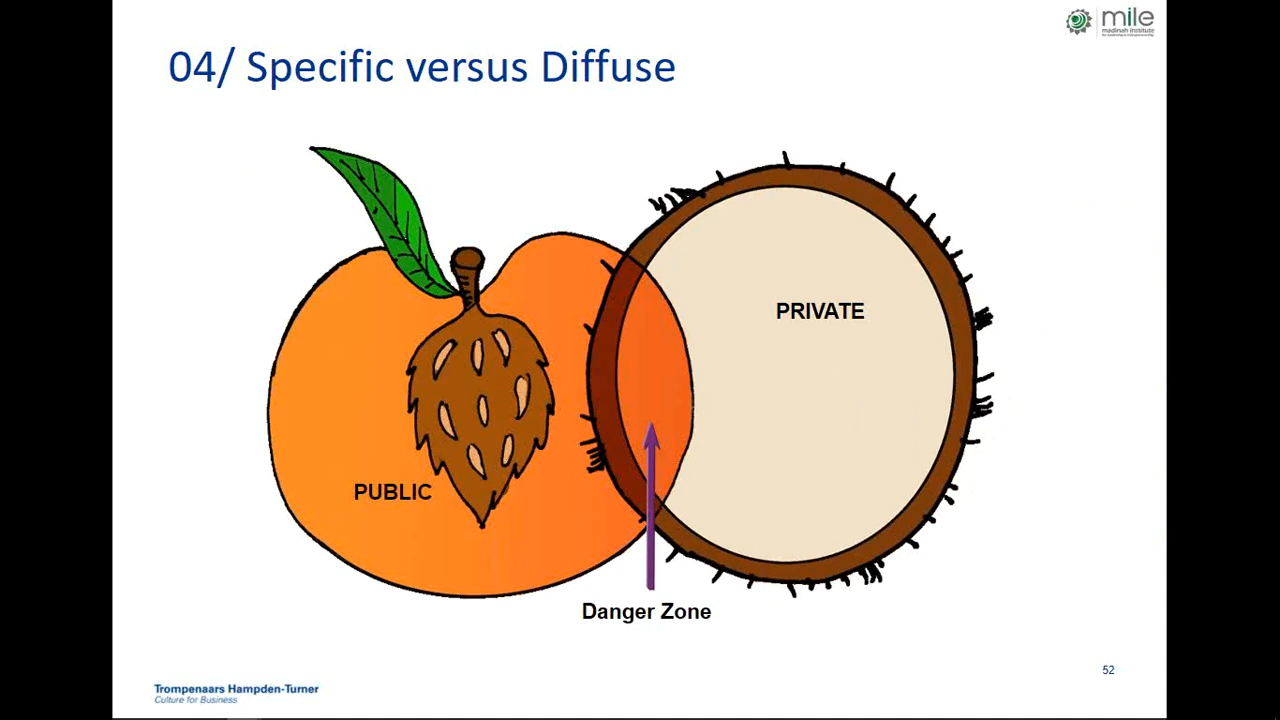 mile
madinah institute
for leadership & entrepreneurship
04/ Specific versus Diffuse
PRIVATE
PUBLIC
Danger Zone
52
Trompenaars Hampden-Turner
Culture for Business